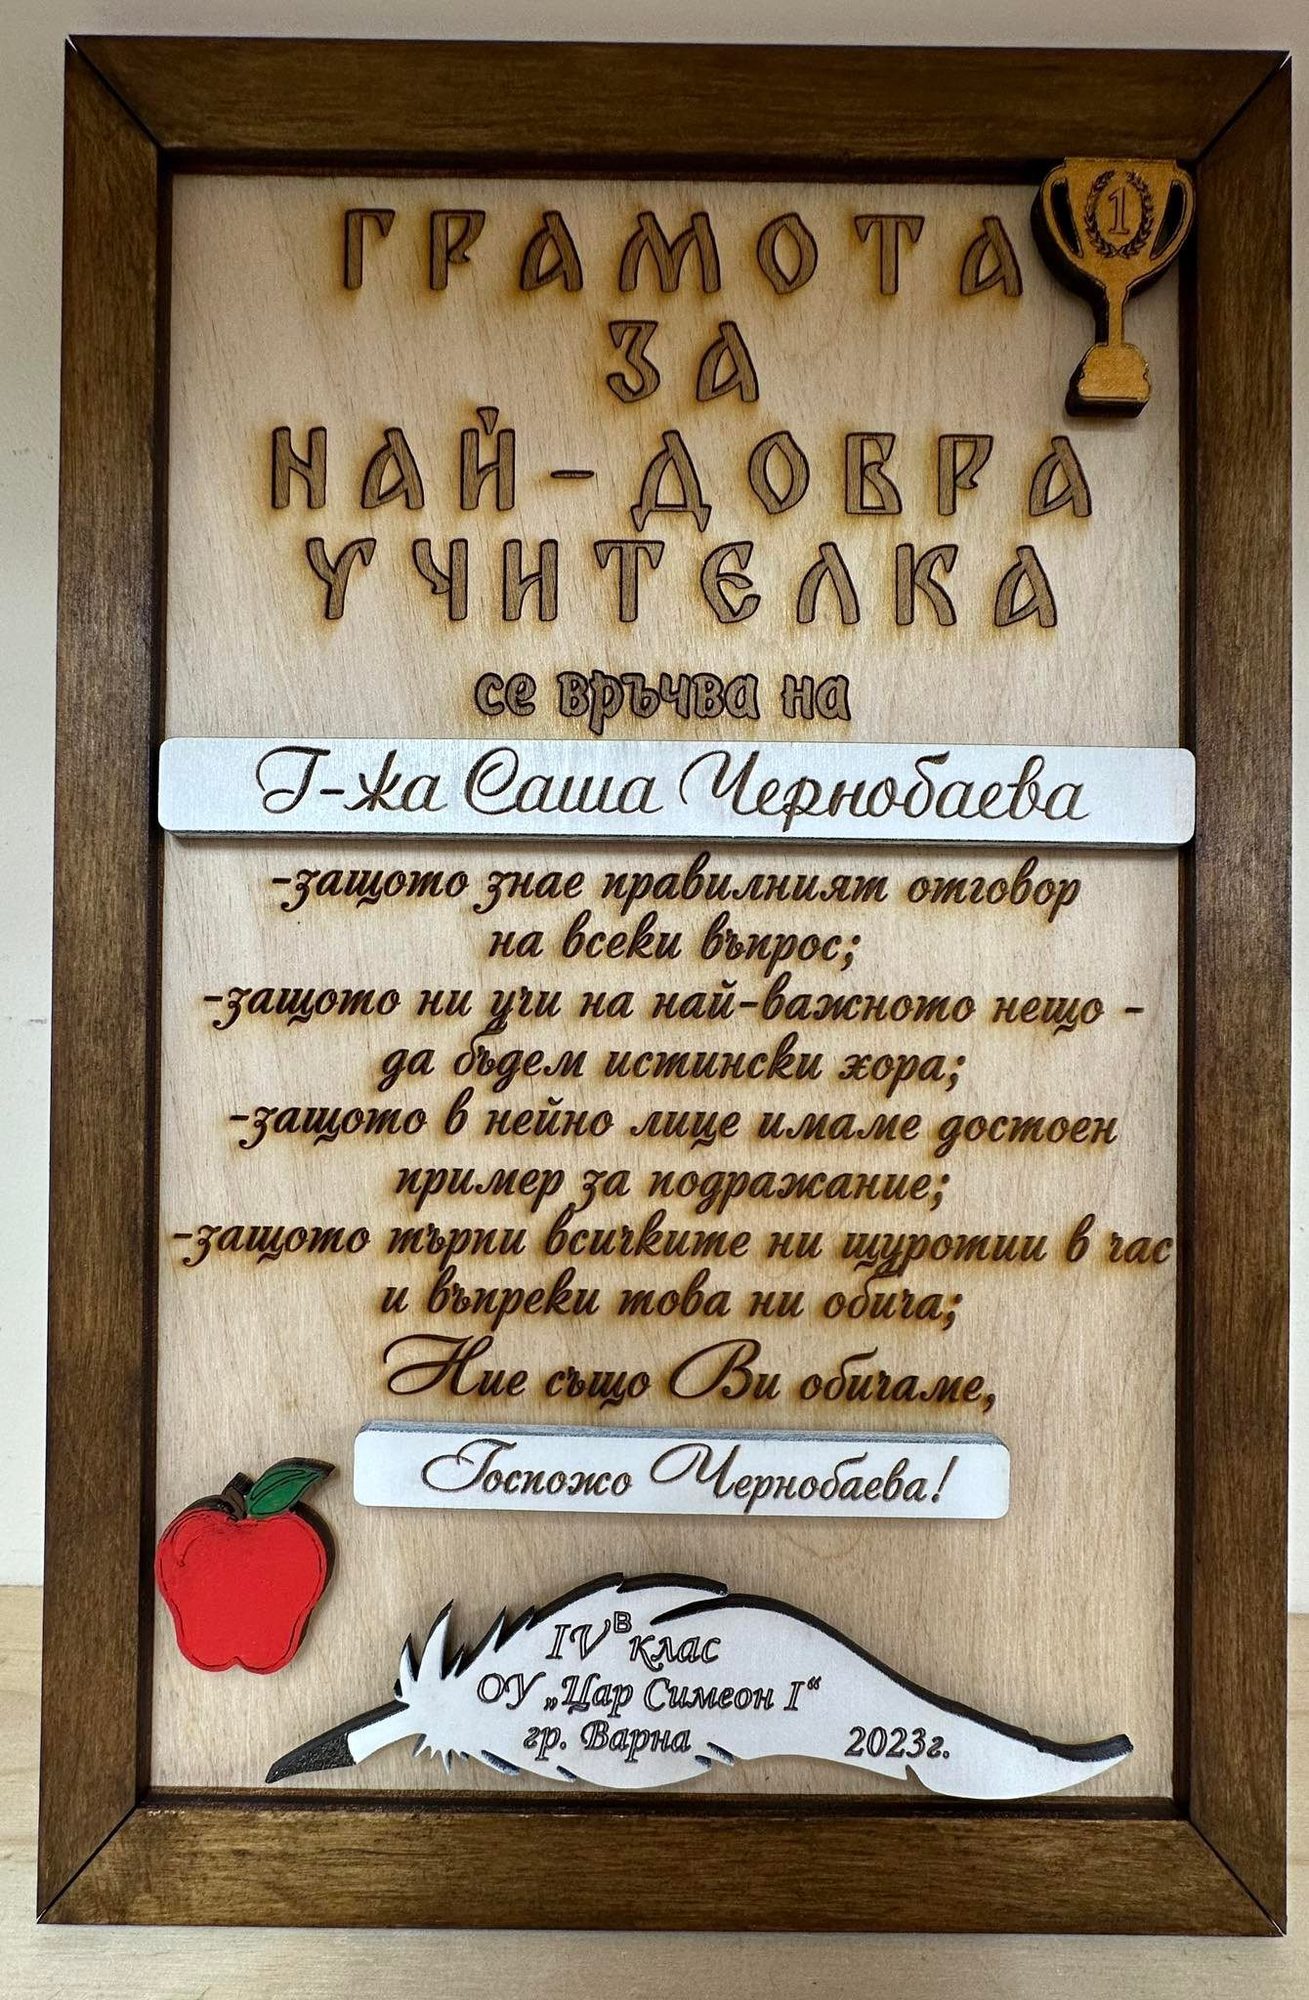 1
ГРАМОТА
ЗА
НАЙ-ДОБРА
УЧИТЕЛКА
се връчва на
Г-жа Саша Чернобаева
-защото знае правилният отговор
на всеки въпрос;
-защото ни учи на най-важното нещо -
да бъдем истински хора;
-защото в нейно лице имаме достоен
пример за подражание;
-защото търпи всичките ни щуротии в час
и въпреки това ни обича;
Ние също Ви обичаме,
Госпожо Чернобаева!
IVВ клас
ОУ „Цар Симеон I“
гр. Варна 2023г.